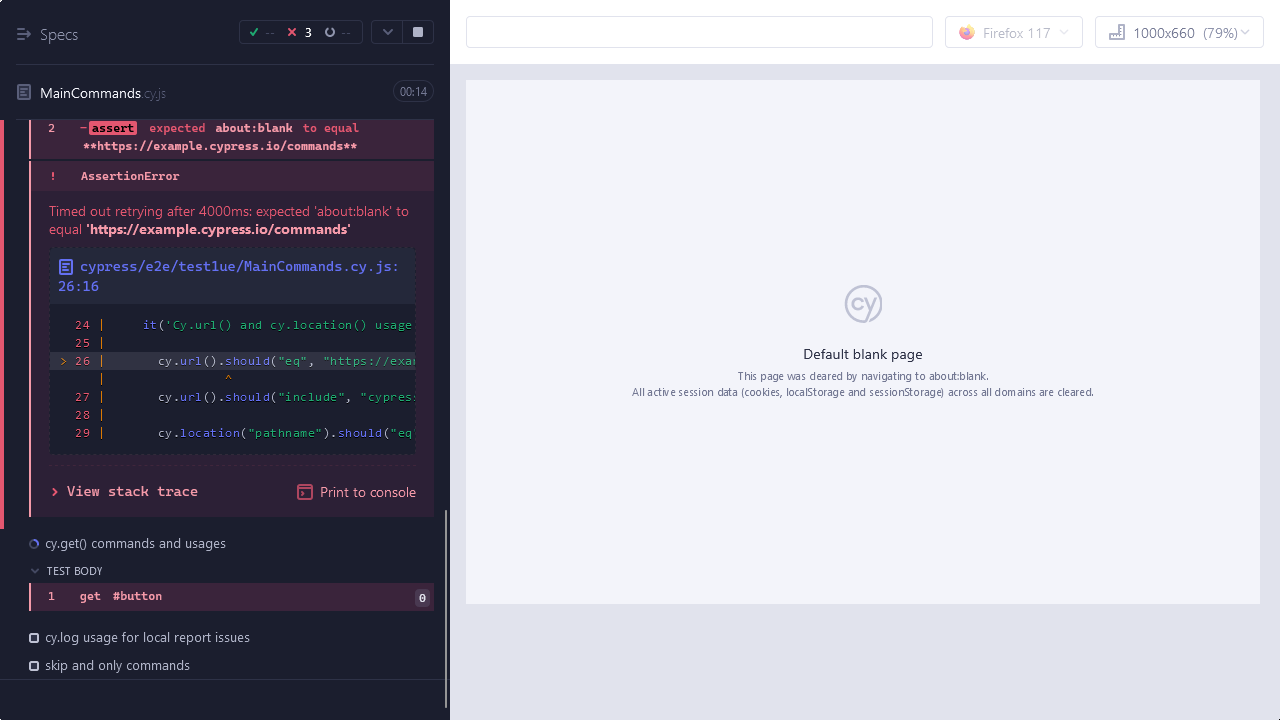 Specs
-- 3 --
MainCommands.cy.js
00:14
2 -assert expected about:blank to equal
**https://example.cypress.io/commands**
! AssertionError
Timed out retrying after 4000ms: expected 'about:blank' to
equal 'https://example.cypress.io/commands'
cypress/e2e/test1ue/MainCommands.cy.js:
26:16
24 | it('Cy.url() and cy.location() usage
25 |
> 26 | cy.url().should("eq", "https://exam
| ^
27 | cy.url().should("include", "cypress
28 |
29 | cy.location("pathname").should("eq"
View stack trace
Print to console
cy.get() commands and usages
TEST BODY
1 get #button 0
cy.log usage for local report issues
skip and only commands
Firefox 117
1000x660 (79%)
cy
Default blank page
This page was cleared by navigating to about:blank.
All active session data (cookies, localStorage and sessionStorage) across all domains are cleared.